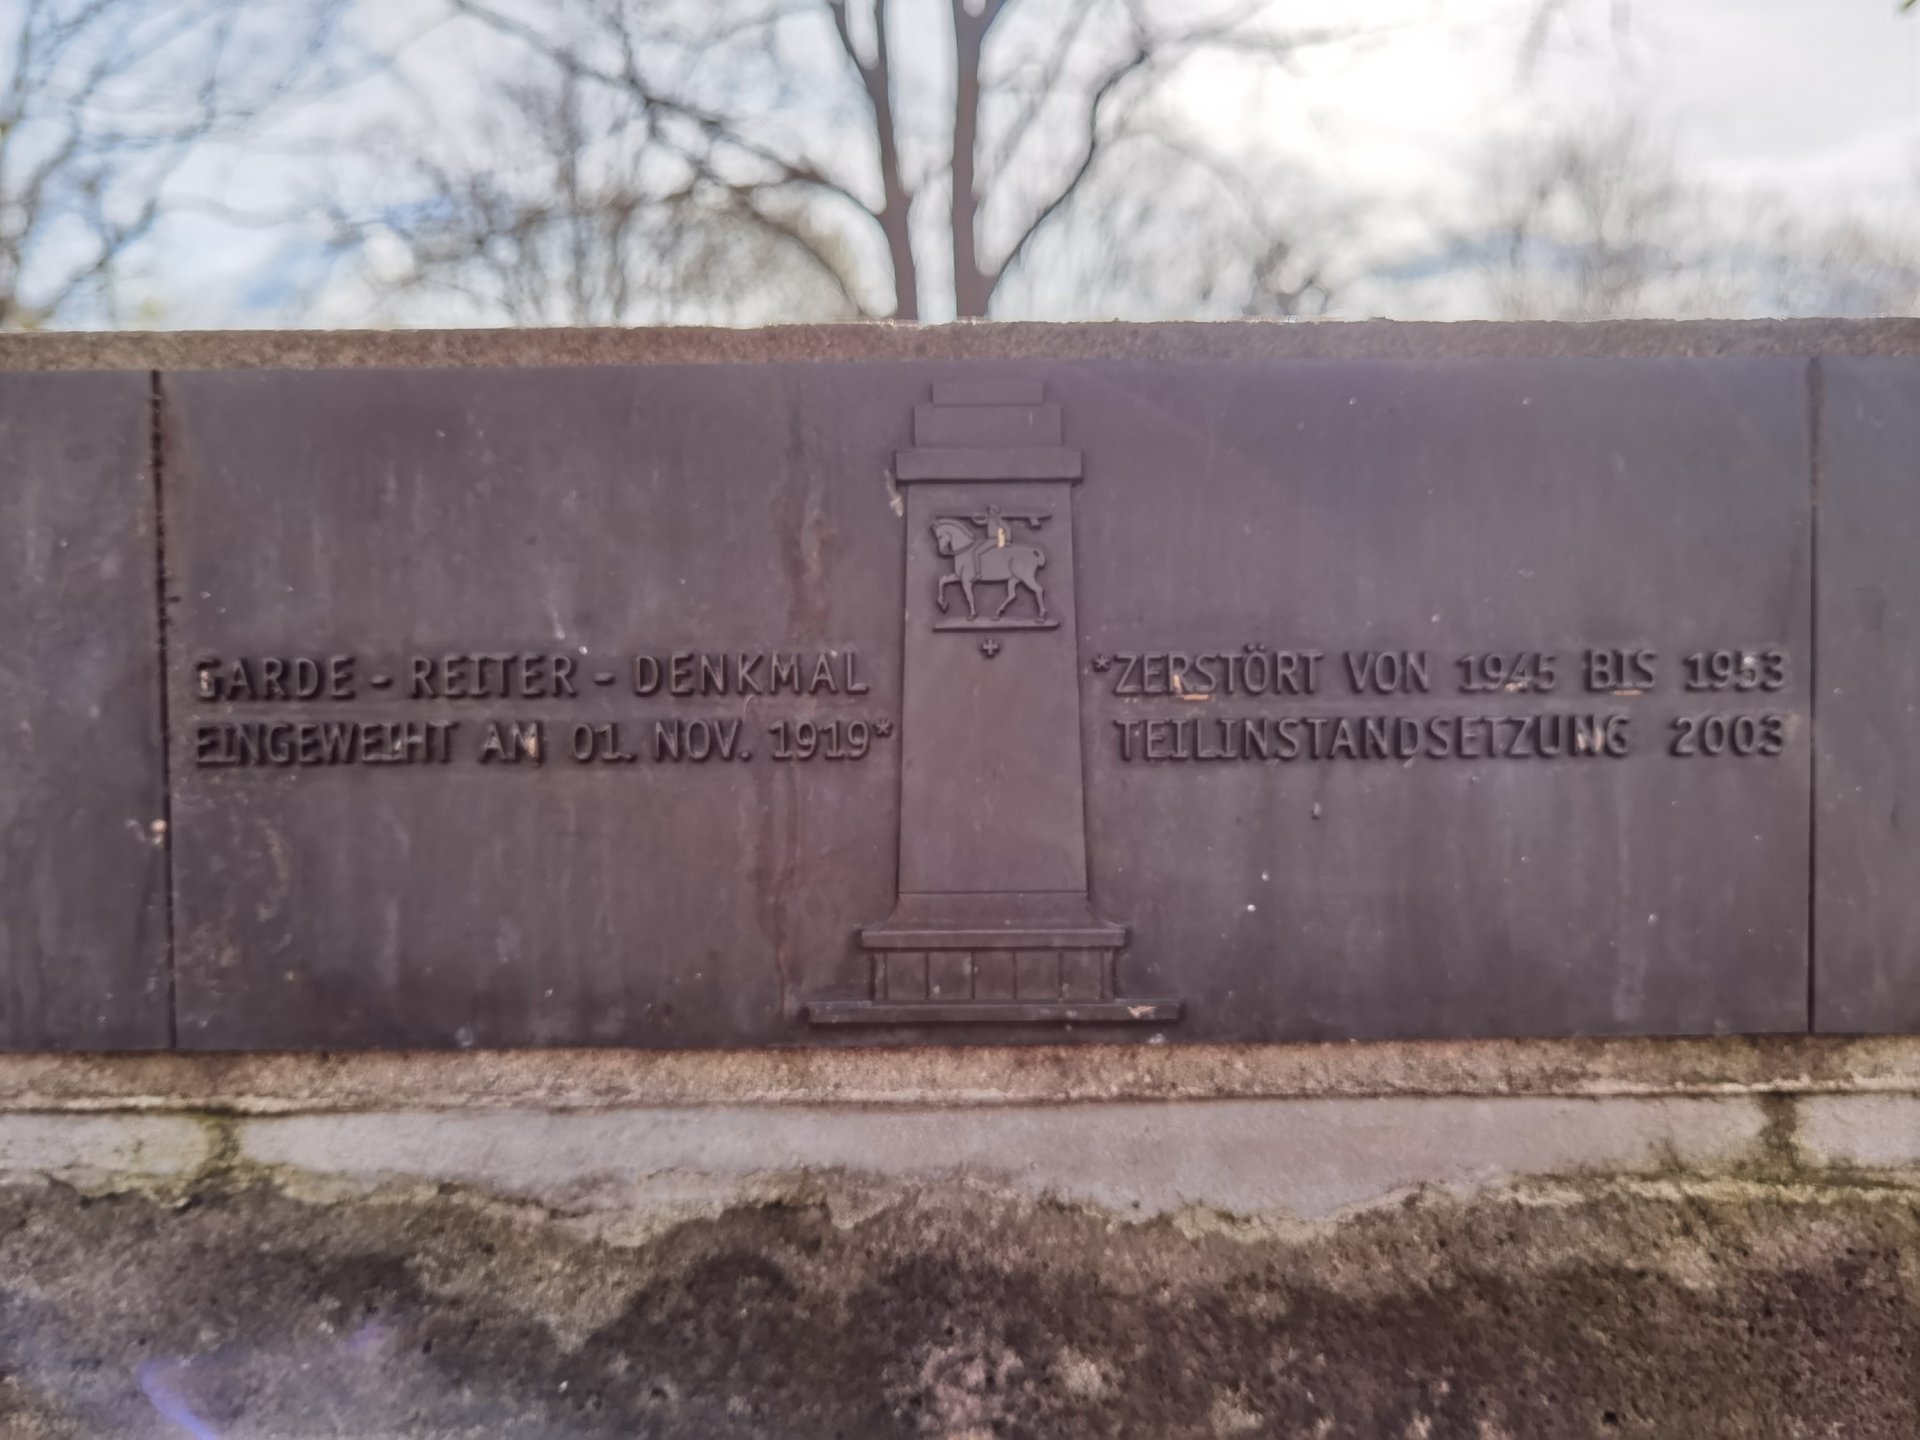 GARDE - REITER - DENKMAL
EINGEWEIHT AM 01. NOV. 1919*
*ZERSTÖRT VON 1945 BIS 1953
TEILINSTANDSETZUNG 2003